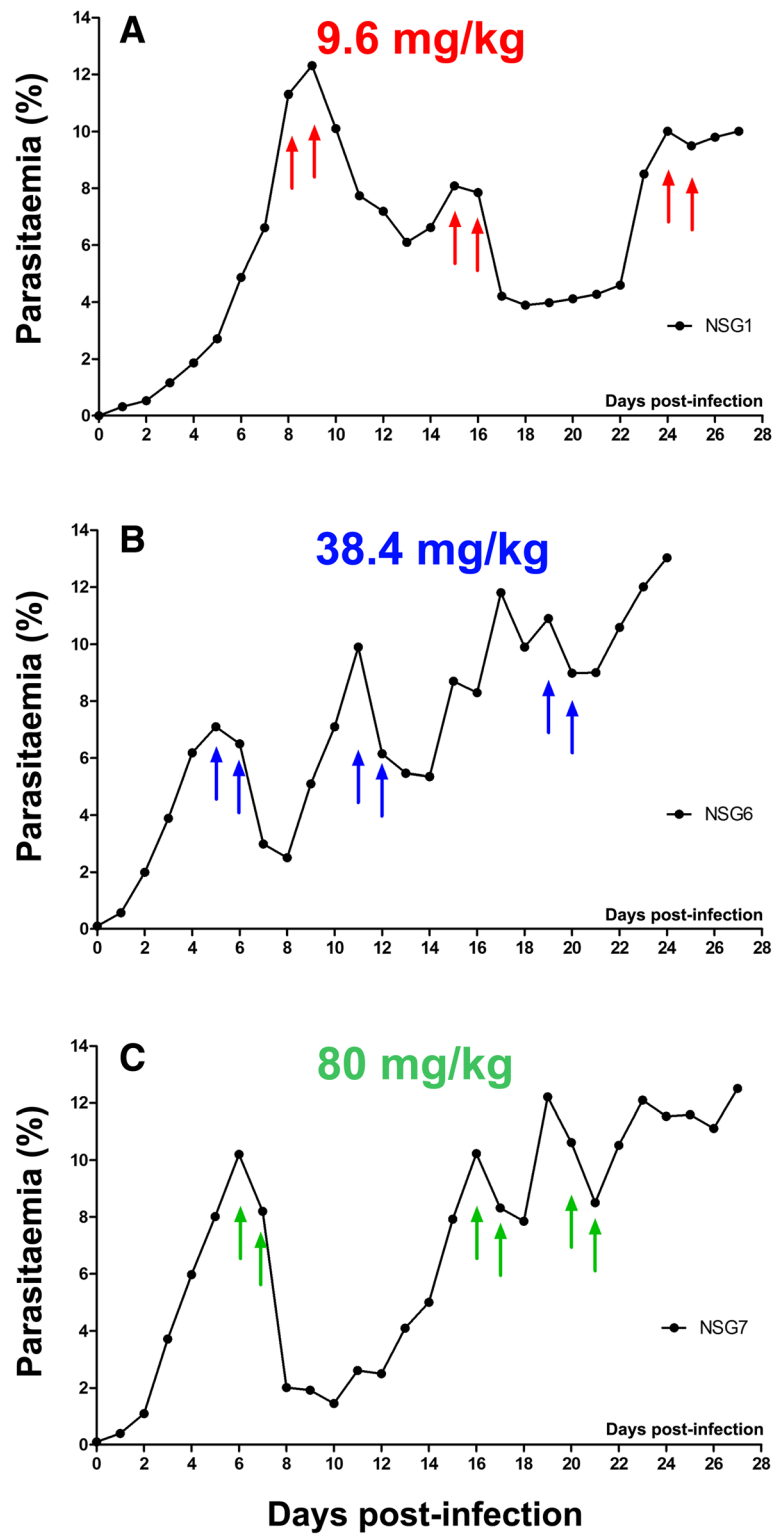 A
9.6 mg/kg
Parasitaemia (%)
14
12
10
8
6
4
2
0
NSG1
Days post-infection
0 2 4 6 8 10 12 14 16 18 20 22 24 26 28
B
38.4 mg/kg
Parasitaemia (%)
14
12
10
8
6
4
2
0
NSG6
Days post-infection
0 2 4 6 8 10 12 14 16 18 20 22 24 26 28
C
80 mg/kg
Parasitaemia (%)
14
12
10
8
6
4
2
0
NSG7
Days post-infection
0 2 4 6 8 10 12 14 16 18 20 22 24 26 28
Days post-infection